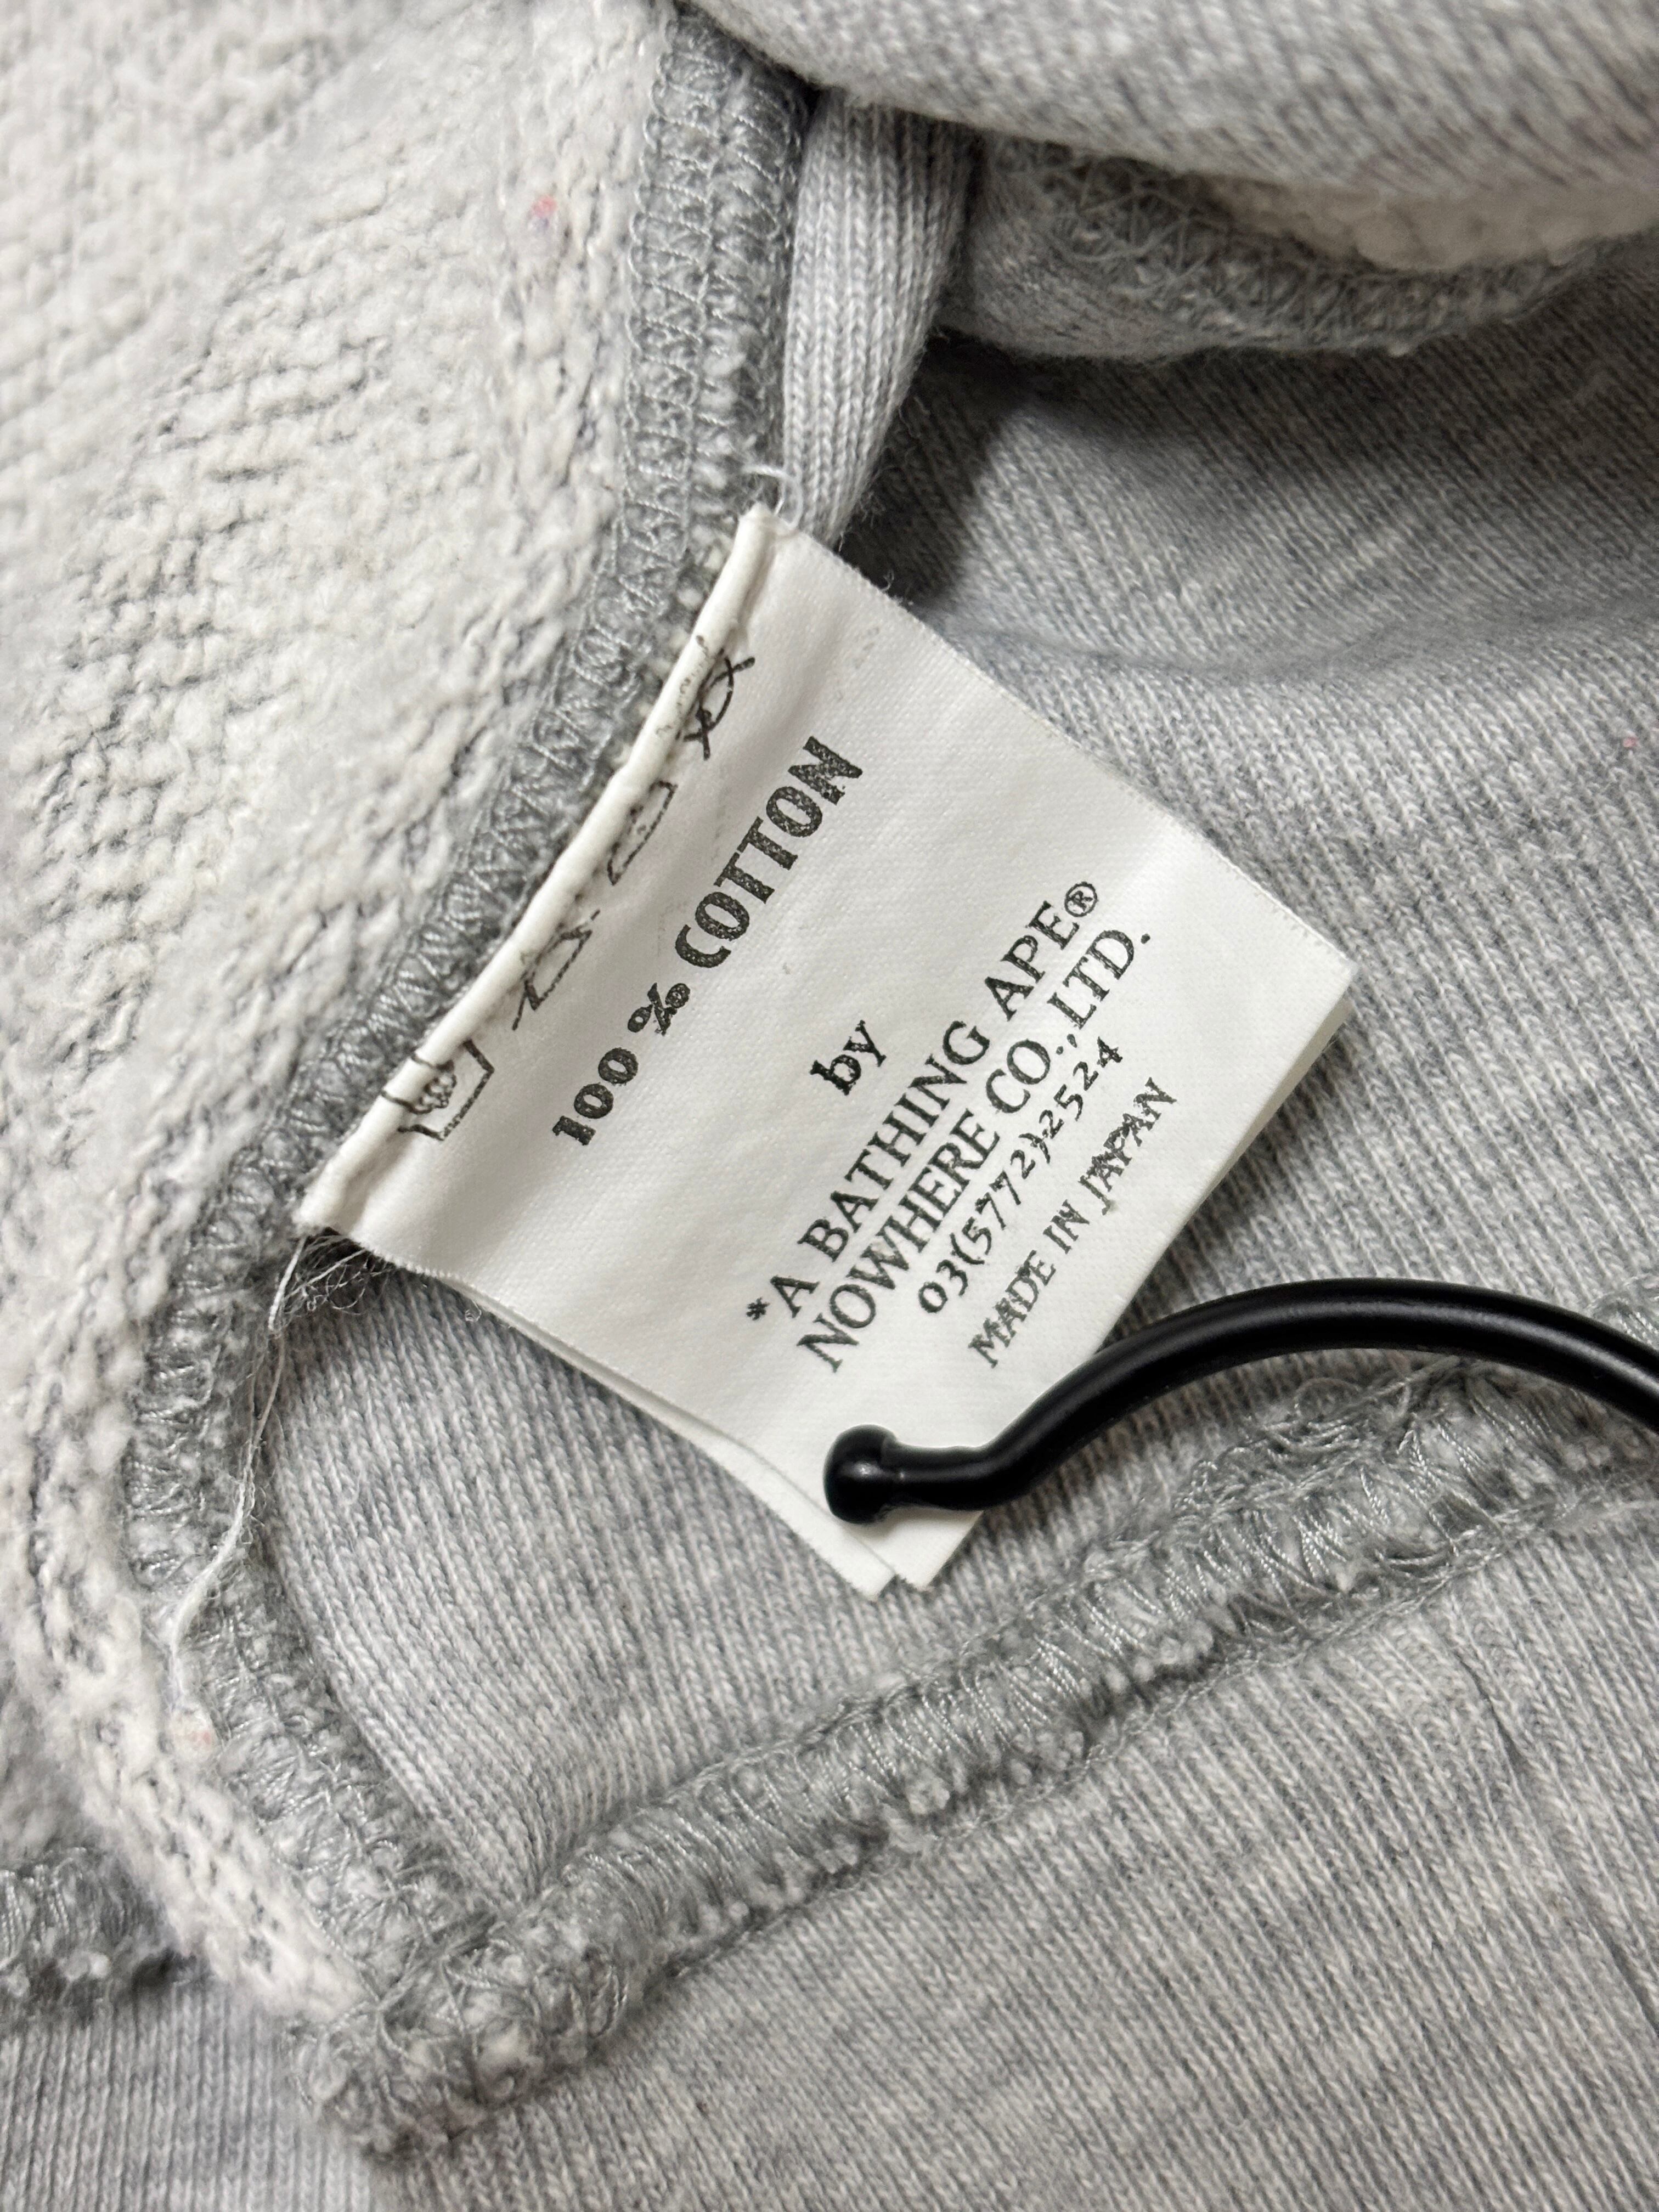 100 % COTTON
by
*A BATHING APE®
NOWHERE CO.,LTD.
03(5772)2524
MADE IN JAPAN